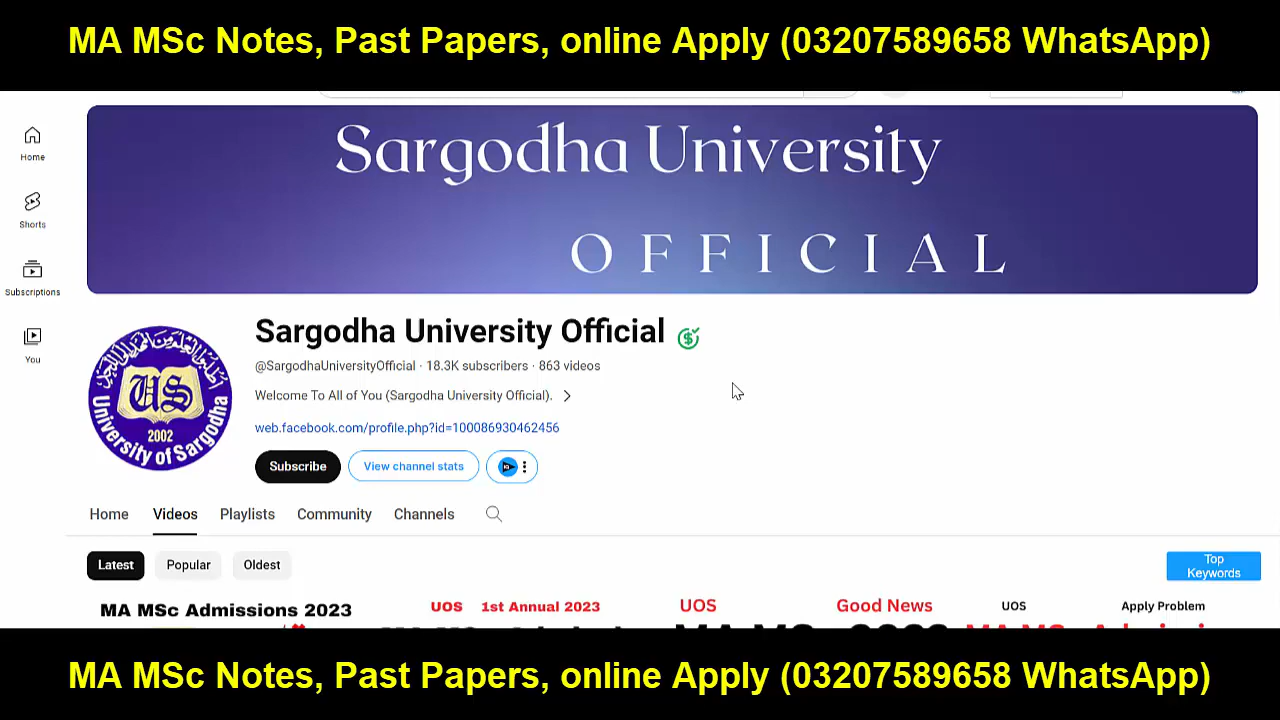 MA MSc Notes, Past Papers, online Apply (03207589658 WhatsApp)
Sargodha University
OFFICIAL
Home
Shorts
Subscriptions
You
University of Sargodha
US
2002
Sargodha University Official
@SargodhaUniversityOfficial · 18.3K subscribers · 863 videos
Welcome To All of You (Sargodha University Official).
web.facebook.com/profile.php?id=100086930462456
Subscribe
View channel stats
Home Videos Playlists Community Channels
Latest Popular Oldest
Top
Keywords
MA MSc Admissions 2023
UOS 1st Annual 2023
UOS Good News
UOS Apply Problem
MA MSc Notes, Past Papers, online Apply (03207589658 WhatsApp)